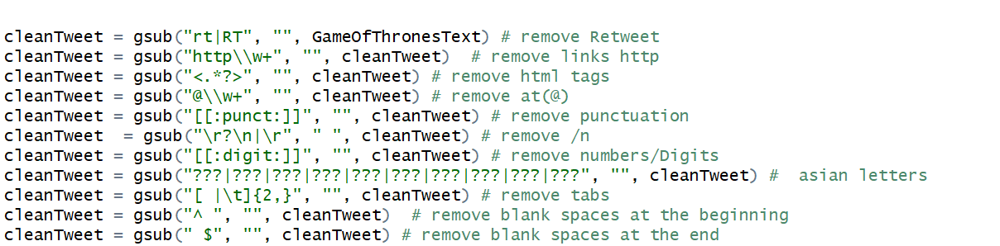 cleanTweet = gsub("rt|RT", "", GameOfThronesText) # remove Retweet
cleanTweet = gsub("http\\w+", "", cleanTweet)  # remove links http
cleanTweet = gsub("<.*?>", "", cleanTweet) # remove html tags
cleanTweet = gsub("@\\w+", "", cleanTweet) # remove at(@)
cleanTweet = gsub("[[:punct:]]", "", cleanTweet) # remove punctuation
cleanTweet  = gsub("\r?\n|\r", " ", cleanTweet) # remove /n
cleanTweet = gsub("[[:digit:]]", "", cleanTweet) # remove numbers/Digits
cleanTweet = gsub("???|???|???|???|???|???|???|???|???|???", "", cleanTweet) #  asian letters
cleanTweet = gsub("[ |\t]{2,}", "", cleanTweet) # remove tabs
cleanTweet = gsub("^ ", "", cleanTweet)  # remove blank spaces at the beginning
cleanTweet = gsub(" $", "", cleanTweet) # remove blank spaces at the end